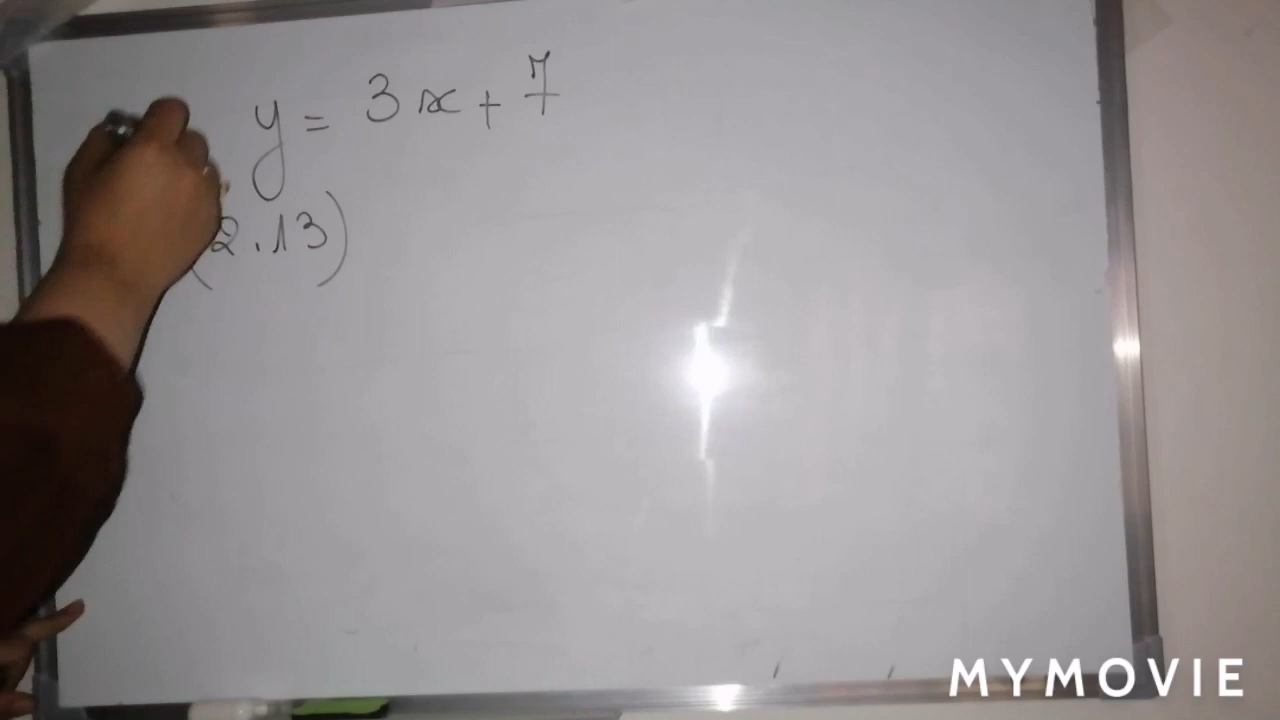 y = 3x + 7
(2.13)
MYMOVIE